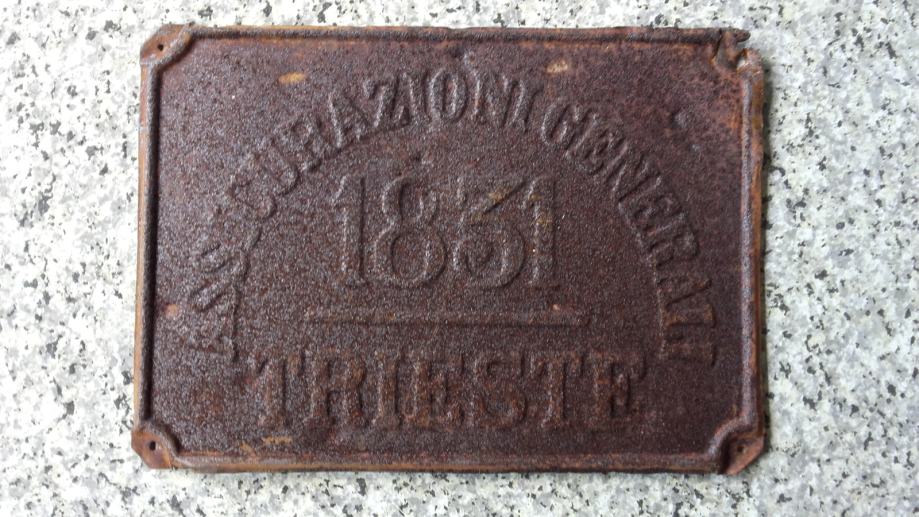 ASSICURAZIONI GENERALI
1831
TRIESTE